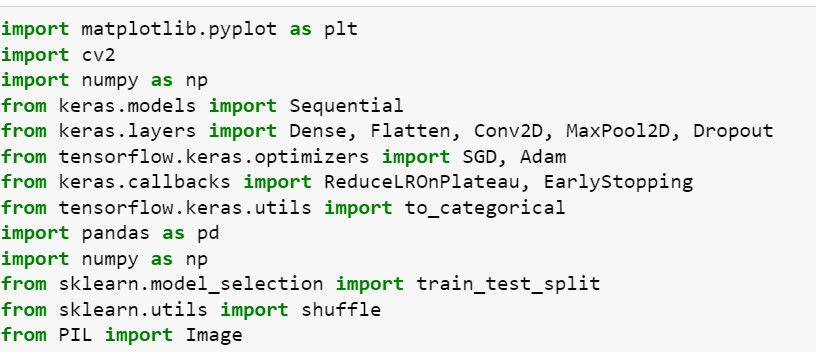 import matplotlib.pyplot as plt
import cv2
import numpy as np
from keras.models import Sequential
from keras.layers import Dense, Flatten, Conv2D, MaxPool2D, Dropout
from tensorflow.keras.optimizers import SGD, Adam
from keras.callbacks import ReduceLROnPlateau, EarlyStopping
from tensorflow.keras.utils import to_categorical
import pandas as pd
import numpy as np
from sklearn.model_selection import train_test_split
from sklearn.utils import shuffle
from PIL import Image